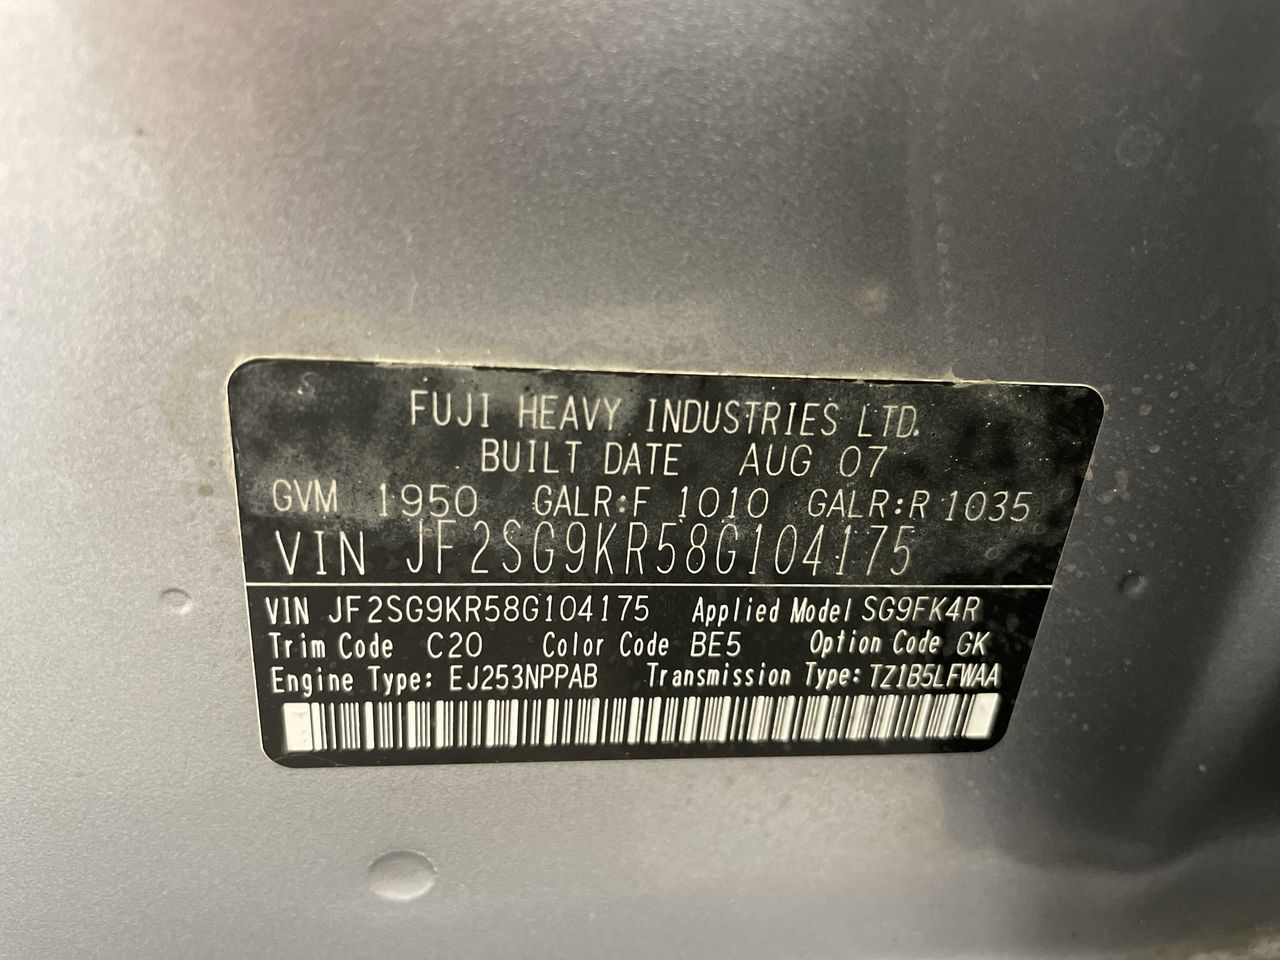 FUJI HEAVY INDUSTRIES LTD.
BUILT DATE AUG 07
GVM 1950 GALR:F 1010 GALR:R 1035
VIN JF2SG9KR58G104175
VIN JF2SG9KR58G104175 Applied Model SG9FK4R
Trim Code C20 Color Code BE5 Option Code GK
Engine Type: EJ253NPPAB Transmission Type: TZ1B5LFWAA